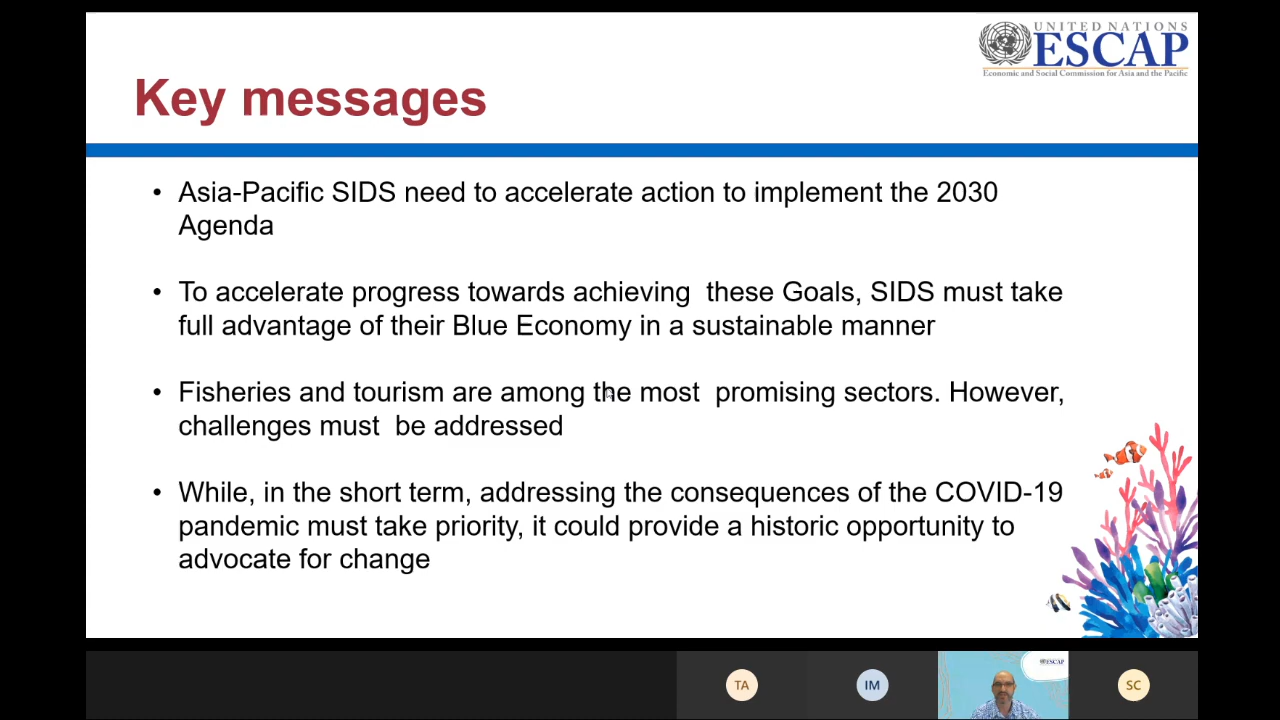 UNITED NATIONS
ESCAP
Economic and Social Commission for Asia and the Pacific
Key messages
• Asia-Pacific SIDS need to accelerate action to implement the 2030
Agenda
• To accelerate progress towards achieving  these Goals, SIDS must take
full advantage of their Blue Economy in a sustainable manner
• Fisheries and tourism are among the most  promising sectors. However,
challenges must  be addressed
• While, in the short term, addressing the consequences of the COVID-19
pandemic must take priority, it could provide a historic opportunity to
advocate for change
ESCAP
TA
IM
SC